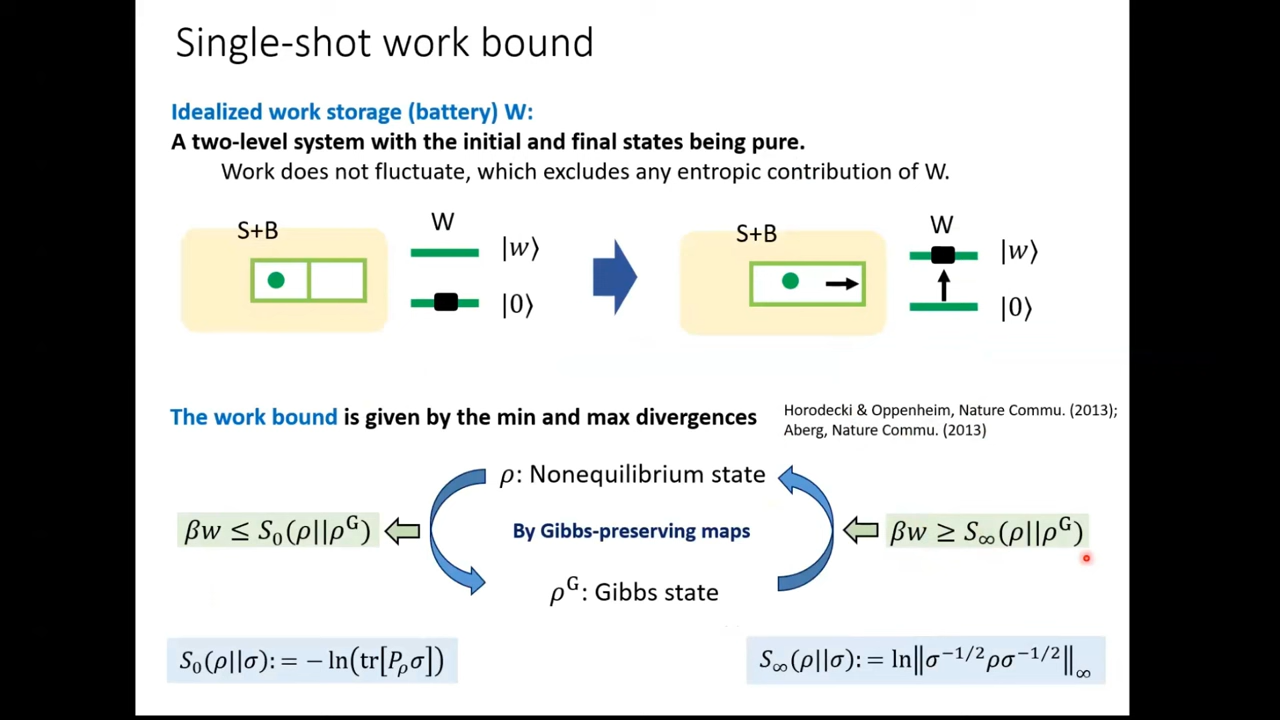 Single-shot work bound
Idealized work storage (battery) W:
A two-level system with the initial and final states being pure.
Work does not fluctuate, which excludes any entropic contribution of W.
S+B
W
|w⟩
|0⟩
S+B
W
|w⟩
|0⟩
The work bound is given by the min and max divergences
Horodecki & Oppenheim, Nature Commu. (2013);
Aberg, Nature Commu. (2013)
ρ: Nonequilibrium state
βw ≤ S₀(ρ||ρᴳ)
By Gibbs-preserving maps
βw ≥ S∞(ρ||ρᴳ)
ρᴳ: Gibbs state
S₀(ρ||σ): = −ln(tr[Pρσ])
S∞(ρ||σ): = ln‖σ⁻¹/²ρσ⁻¹/²‖∞